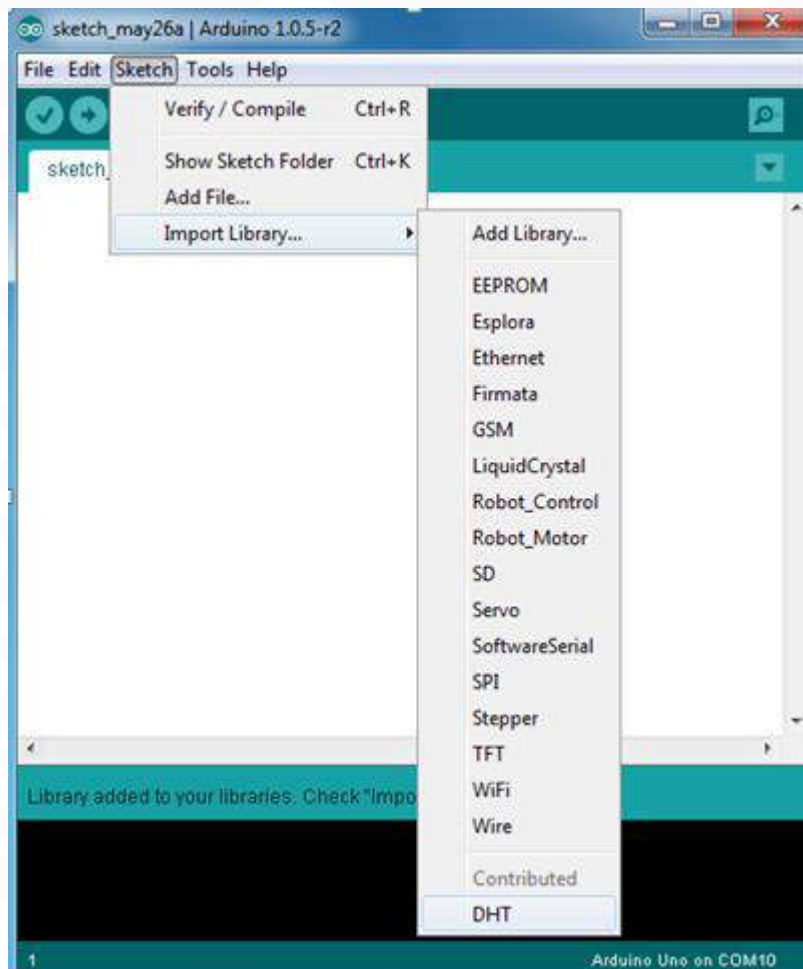 sketch_may26a | Arduino 1.0.5-r2
File Edit Sketch Tools Help
Verify / Compile Ctrl+R
Show Sketch Folder Ctrl+K
sketch_
Add File...
Import Library...
Add Library...
EEPROM
Esplora
Ethernet
Firmata
GSM
LiquidCrystal
Robot_Control
Robot_Motor
SD
Servo
SoftwareSerial
SPI
Stepper
TFT
WiFi
Wire
Library added to your libraries. Check "Impo
Contributed
DHT
1 Arduino Uno on COM10